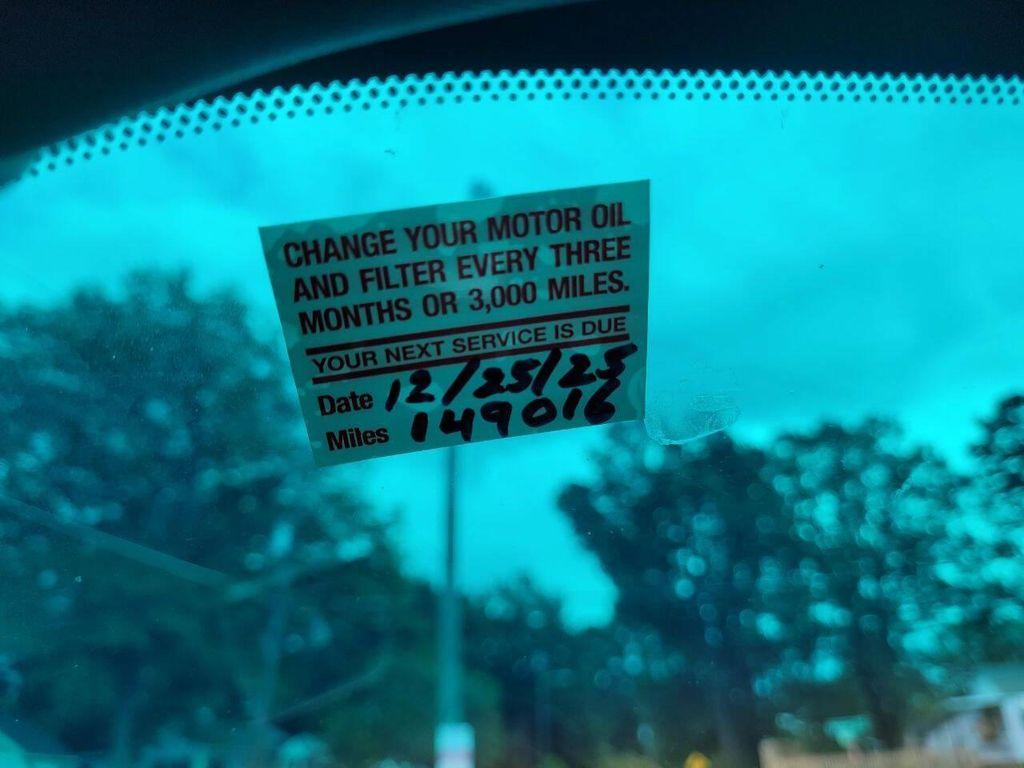 CHANGE YOUR MOTOR OIL
AND FILTER EVERY THREE
MONTHS OR 3,000 MILES.
YOUR NEXT SERVICE IS DUE
Date 12/25/25
Miles 149016